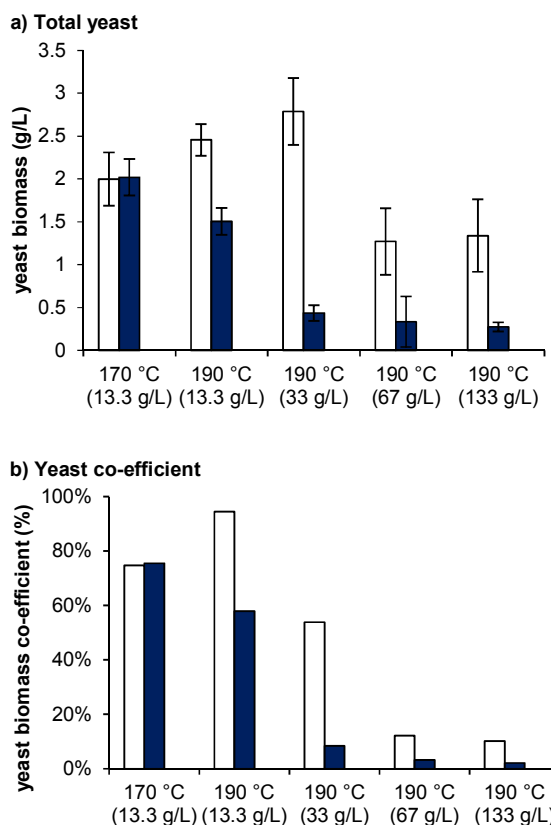 a) Total yeast
yeast biomass (g/L)
3.5
3
2.5
2
1.5
1
0.5
0
170 °C 190 °C 190 °C 190 °C 190 °C
(13.3 g/L) (13.3 g/L) (33 g/L) (67 g/L) (133 g/L)
b) Yeast co-efficient
yeast biomass co-efficient (%)
100%
80%
60%
40%
20%
0%
170 °C 190 °C 190 °C 190 °C 190 °C
(13.3 g/L) (13.3 g/L) (33 g/L) (67 g/L) (133 g/L)